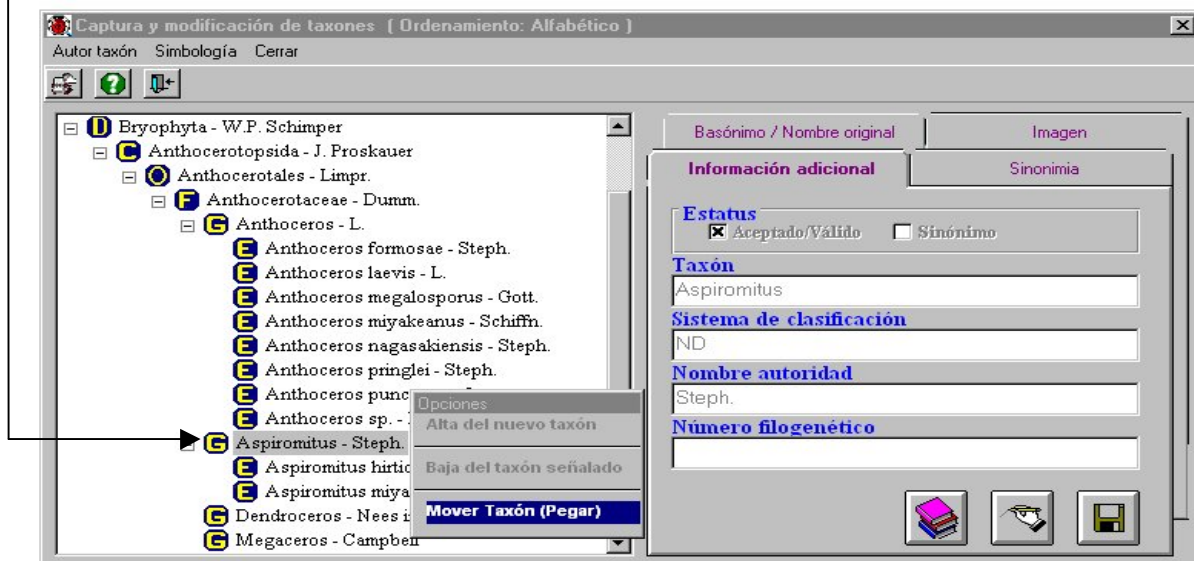 Captura y modificación de taxones ( Ordenamiento: Alfabético )
Autor taxón Simbología Cerrar
D Bryophyta - W.P. Schimper
C Anthocerotopsida - J. Proskauer
O Anthocerotales - Limpr.
F Anthocerotaceae - Dumm.
G Anthoceros - L.
E Anthoceros formosae - Steph.
E Anthoceros laevis - L.
E Anthoceros megalosporus - Gott.
E Anthoceros miyakeanus - Schiffn.
E Anthoceros nagasakiensis - Steph.
E Anthoceros pringlei - Steph.
E Anthoceros punc
E Anthoceros sp. -
G Aspiromitus - Steph.
E Aspiromitus hirtic
E Aspiromitus miya
G Dendroceros - Nees
G Megaceros - Campbell
Opciones
Alta del nuevo taxón
Baja del taxón señalado
Mover Taxón (Pegar)
Basónimo / Nombre original Imagen
Información adicional Sinonimia
Estatus
Aceptado/Válido Sinónimo
Taxón
Aspiromitus
Sistema de clasificación
ND
Nombre autoridad
Steph.
Número filogenético